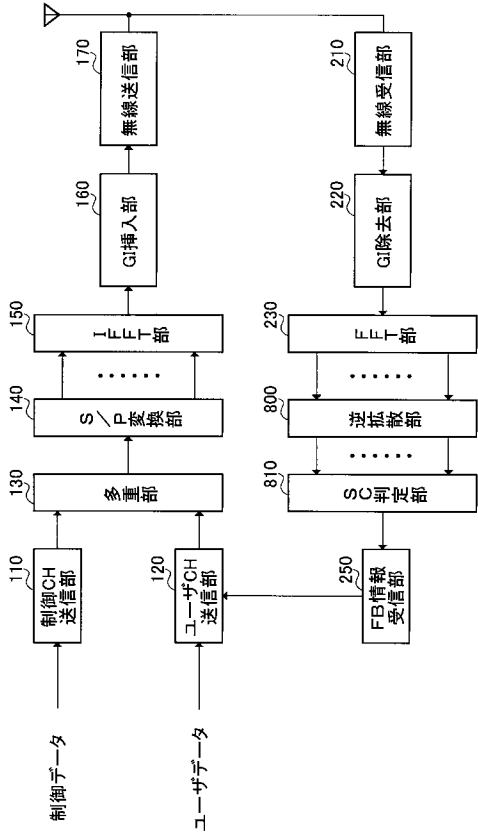 制御データ
110
制御CH
送信部
130
多重部
140
S/P変換部
150
IFFT部
160
GI挿入部
170
無線送信部
ユーザデータ
120
ユーザCH
送信部
250
FB情報
受信部
810
SC判定部
800
逆拡散部
230
FFT部
220
GI除去部
210
無線受信部